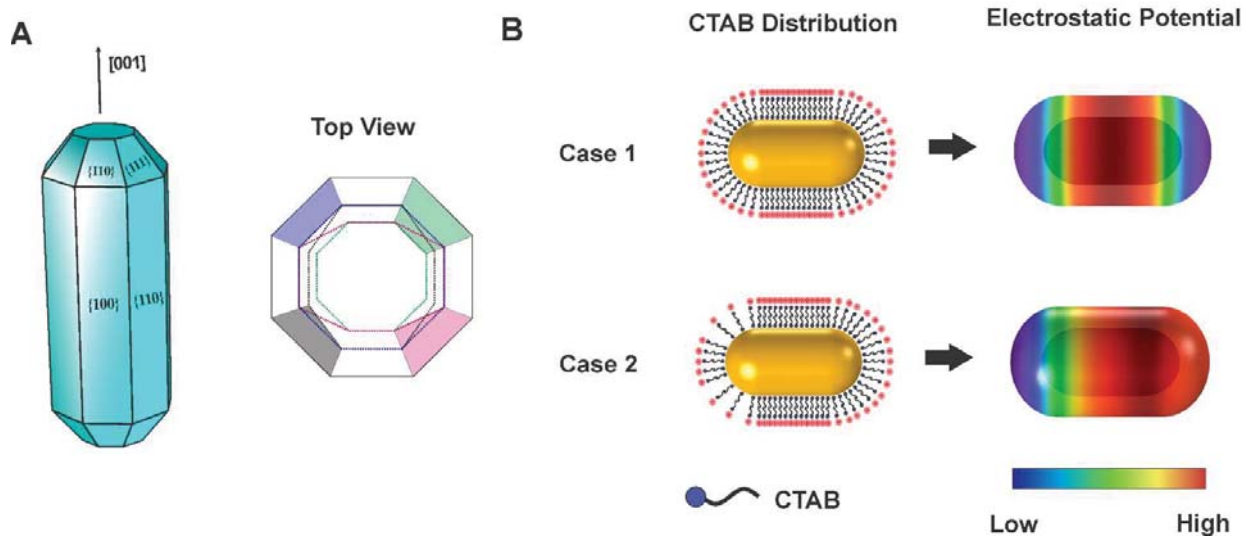 A
[001]
{110}
{111}
{100}
{110}
Top View
B
CTAB Distribution
Electrostatic Potential
Case 1
Case 2
CTAB
Low
High